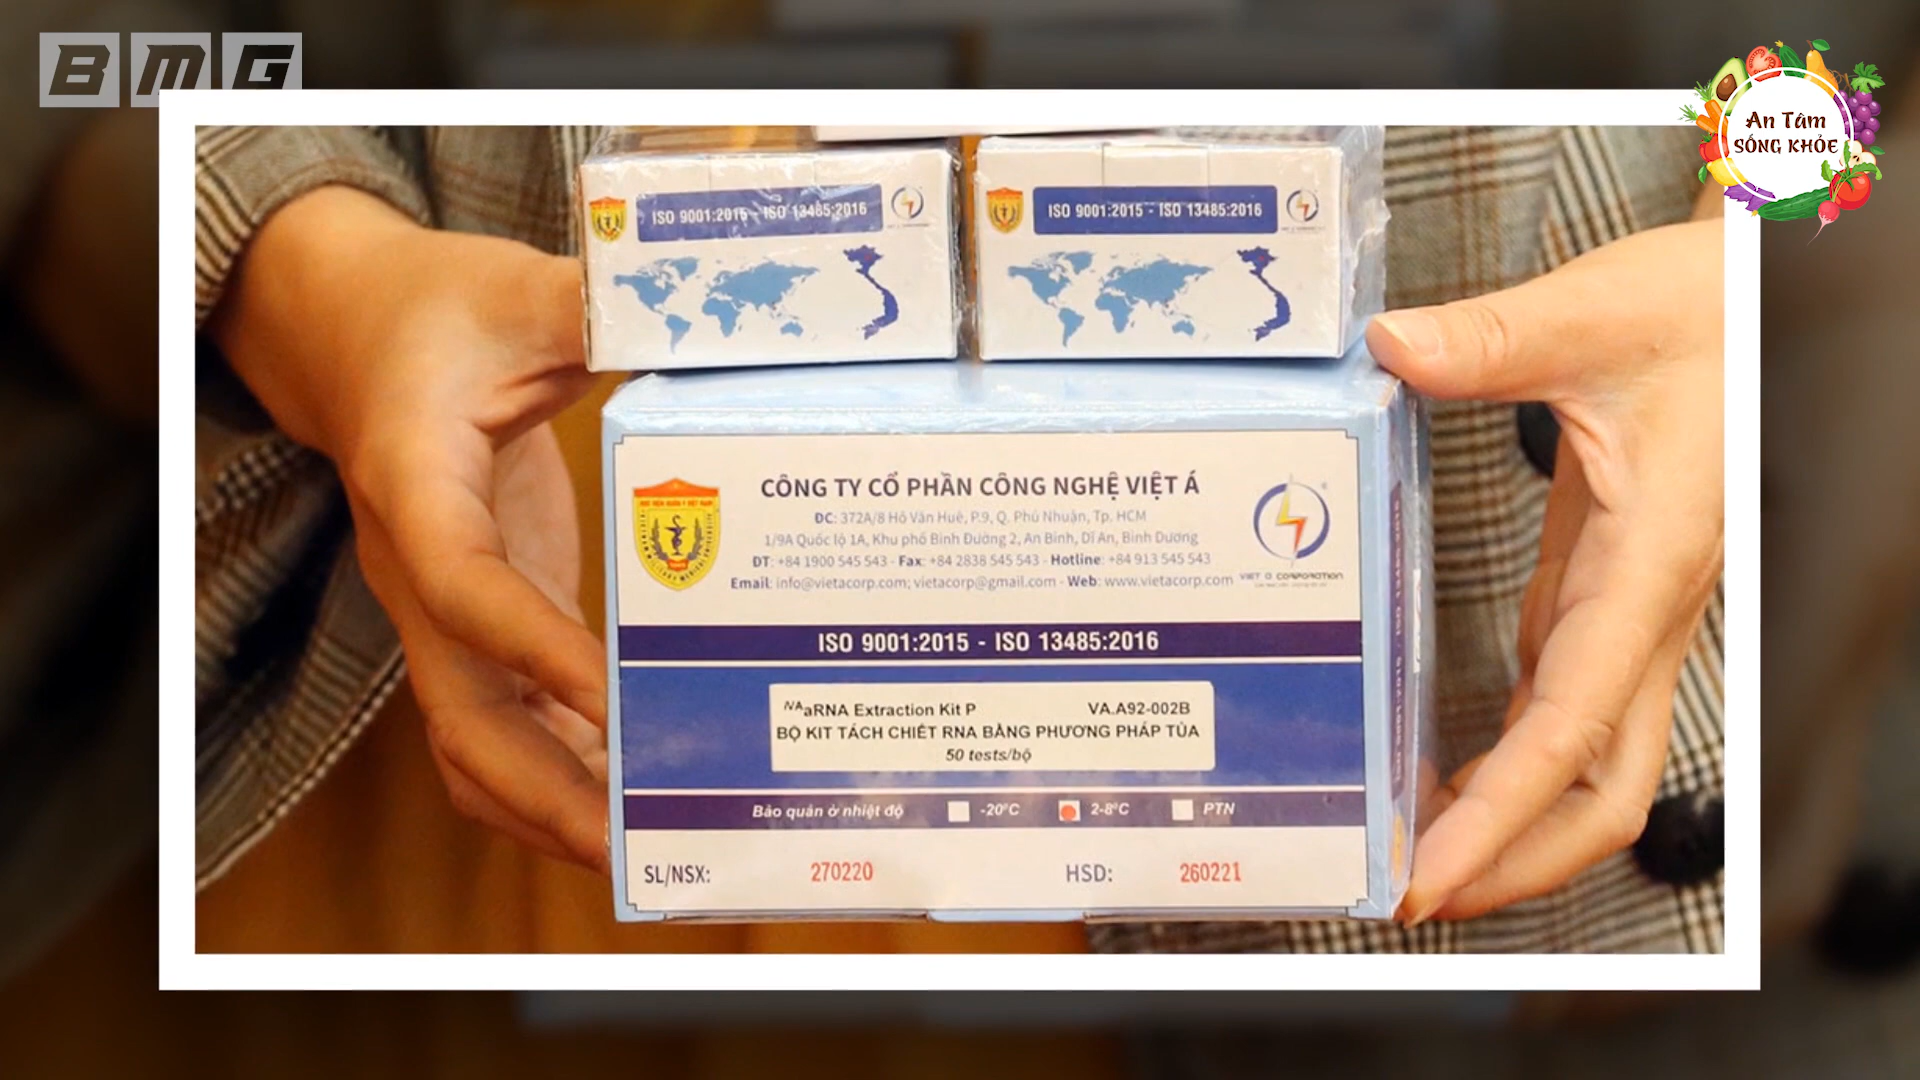 BMG
An Tâm
SỐNG KHỎE
ISO 9001:2015 - ISO 13485:2016
ISO 9001:2015 - ISO 13485:2016
CÔNG TY CỔ PHẦN CÔNG NGHỆ VIỆT Á
ĐC: 372A/8 Hồ Văn Huê, P.9, Q. Phú Nhuận, Tp. HCM
1/9A Quốc lộ 1A, Khu phố Bình Đường 2, An Bình, Dĩ An, Bình Dương
ĐT: +84 1900 545 543 - Fax: +84 2838 545 543 - Hotline: +84 913 545 543
Email: info@vietacorp.com; vietacorp@gmail.com - Web: www.vietacorp.com
VIET A CORPORATION
ISO 9001:2015 - ISO 13485:2016
iVAaRNA Extraction Kit P VA.A92-002B
BỘ KIT TÁCH CHIẾT RNA BẰNG PHƯƠNG PHÁP TỦA
50 tests/bộ
Bảo quản ở nhiệt độ -20°C 2-8°C PTN
SL/NSX: 270220 HSD: 260221